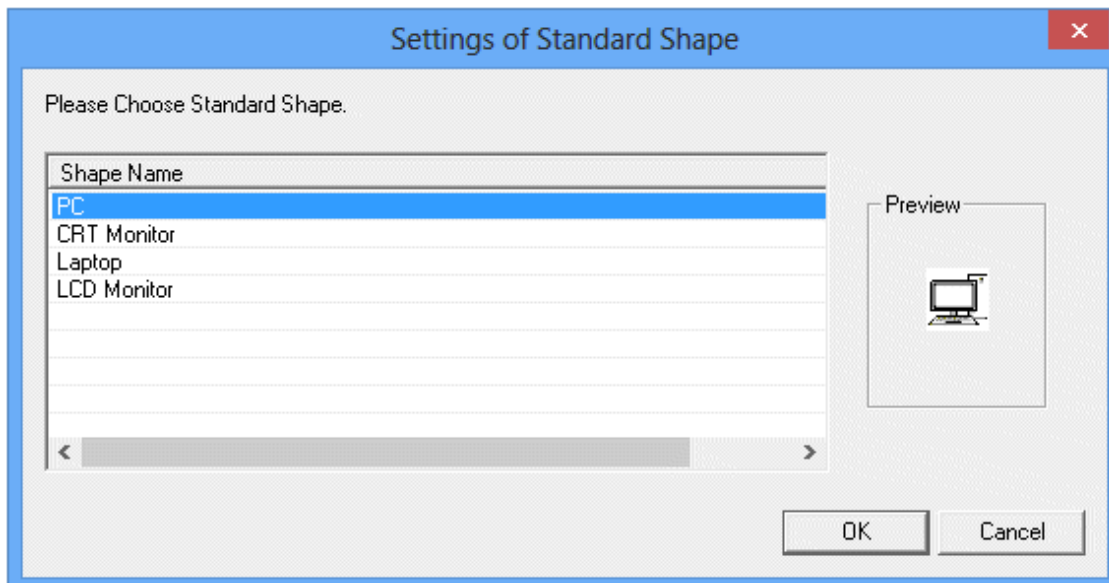 Settings of Standard Shape
Please Choose Standard Shape.
Shape Name
PC
CRT Monitor
Laptop
LCD Monitor
Preview
OK
Cancel